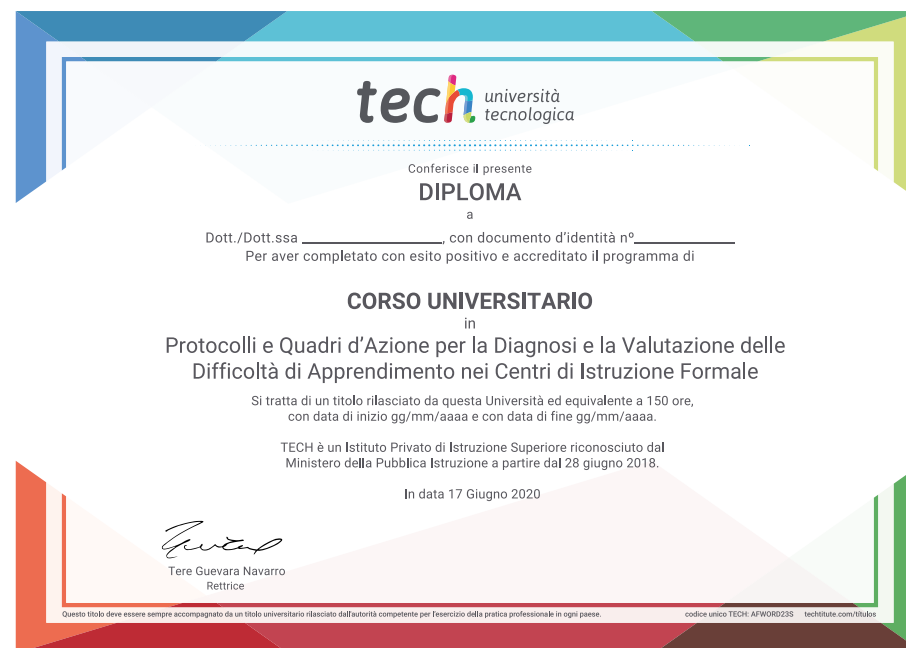 tech università
tecnologica
Conferisce il presente
DIPLOMA
a
Dott./Dott.ssa ____________________, con documento d'identità nº______________
Per aver completato con esito positivo e accreditato il programma di
CORSO UNIVERSITARIO
in
Protocolli e Quadri d'Azione per la Diagnosi e la Valutazione delle
Difficoltà di Apprendimento nei Centri di Istruzione Formale
Si tratta di un titolo rilasciato da questa Università ed equivalente a 150 ore,
con data di inizio gg/mm/aaaa e con data di fine gg/mm/aaaa.
TECH è un Istituto Privato di Istruzione Superiore riconosciuto dal
Ministero della Pubblica Istruzione a partire dal 28 giugno 2018.
In data 17 Giugno 2020
Tere Guevara Navarro
Rettrice
Questo titolo deve essere sempre accompagnato da un titolo universitario rilasciato dall'autorità competente per l'esercizio della pratica professionale in ogni paese. codice unico TECH: AFWORD23S techtitute.com/titulos